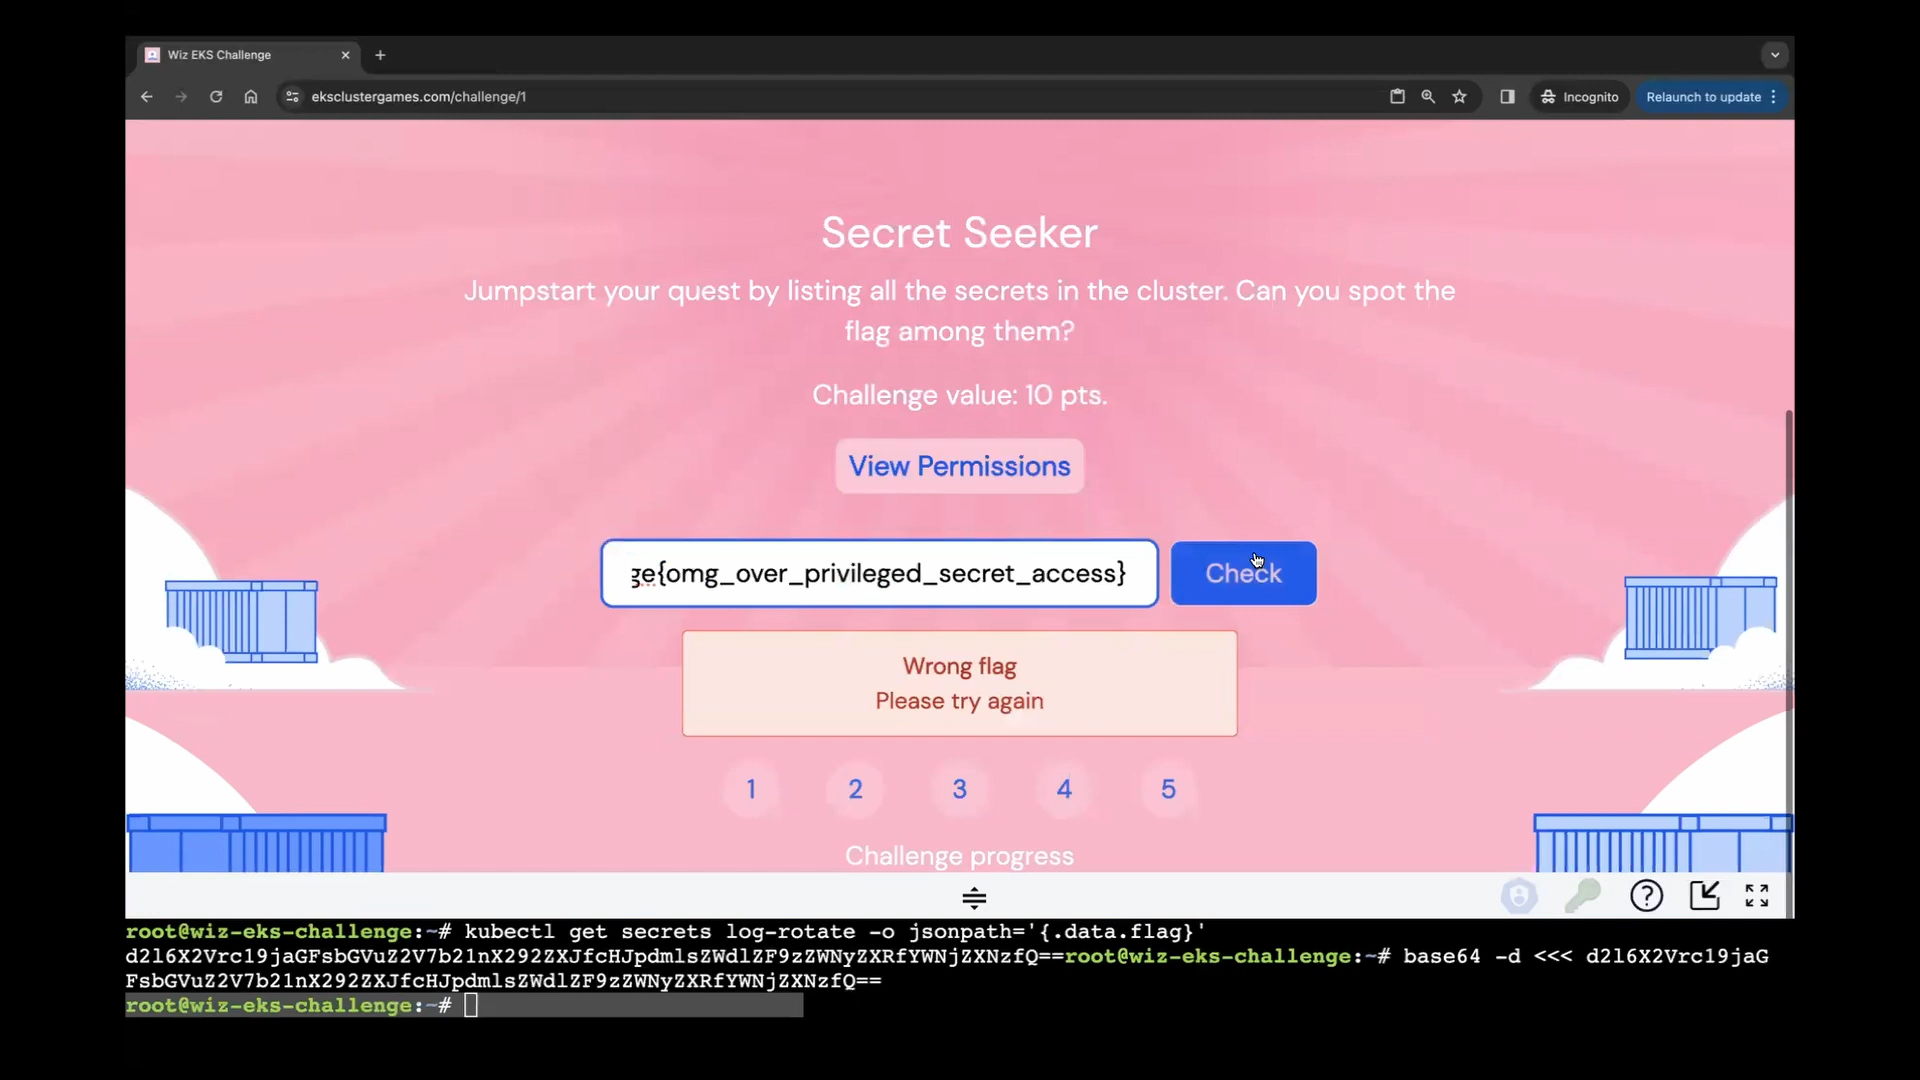 Wiz EKS Challenge
eksclustergames.com/challenge/1
Incognito
Relaunch to update
Secret Seeker
Jumpstart your quest by listing all the secrets in the cluster. Can you spot the
flag among them?
Challenge value: 10 pts.
View Permissions
ge{omg_over_privileged_secret_access}
Check
Wrong flag
Please try again
1 2 3 4 5
Challenge progress
root@wiz-eks-challenge:~# kubectl get secrets log-rotate -o jsonpath='{.data.flag}'
d2l6X2Vrc19jaGFsbGVuZ2V7b21nX292ZXJfcHJpdmlsZWdlZF9zZWNyZXRfYWNjZXNzfQ==root@wiz-eks-challenge:~# base64 -d <<< d2l6X2Vrc19jaG
FsbGVuZ2V7b21nX292ZXJfcHJpdmlsZWdlZF9zZWNyZXRfYWNjZXNzfQ==
root@wiz-eks-challenge:~#